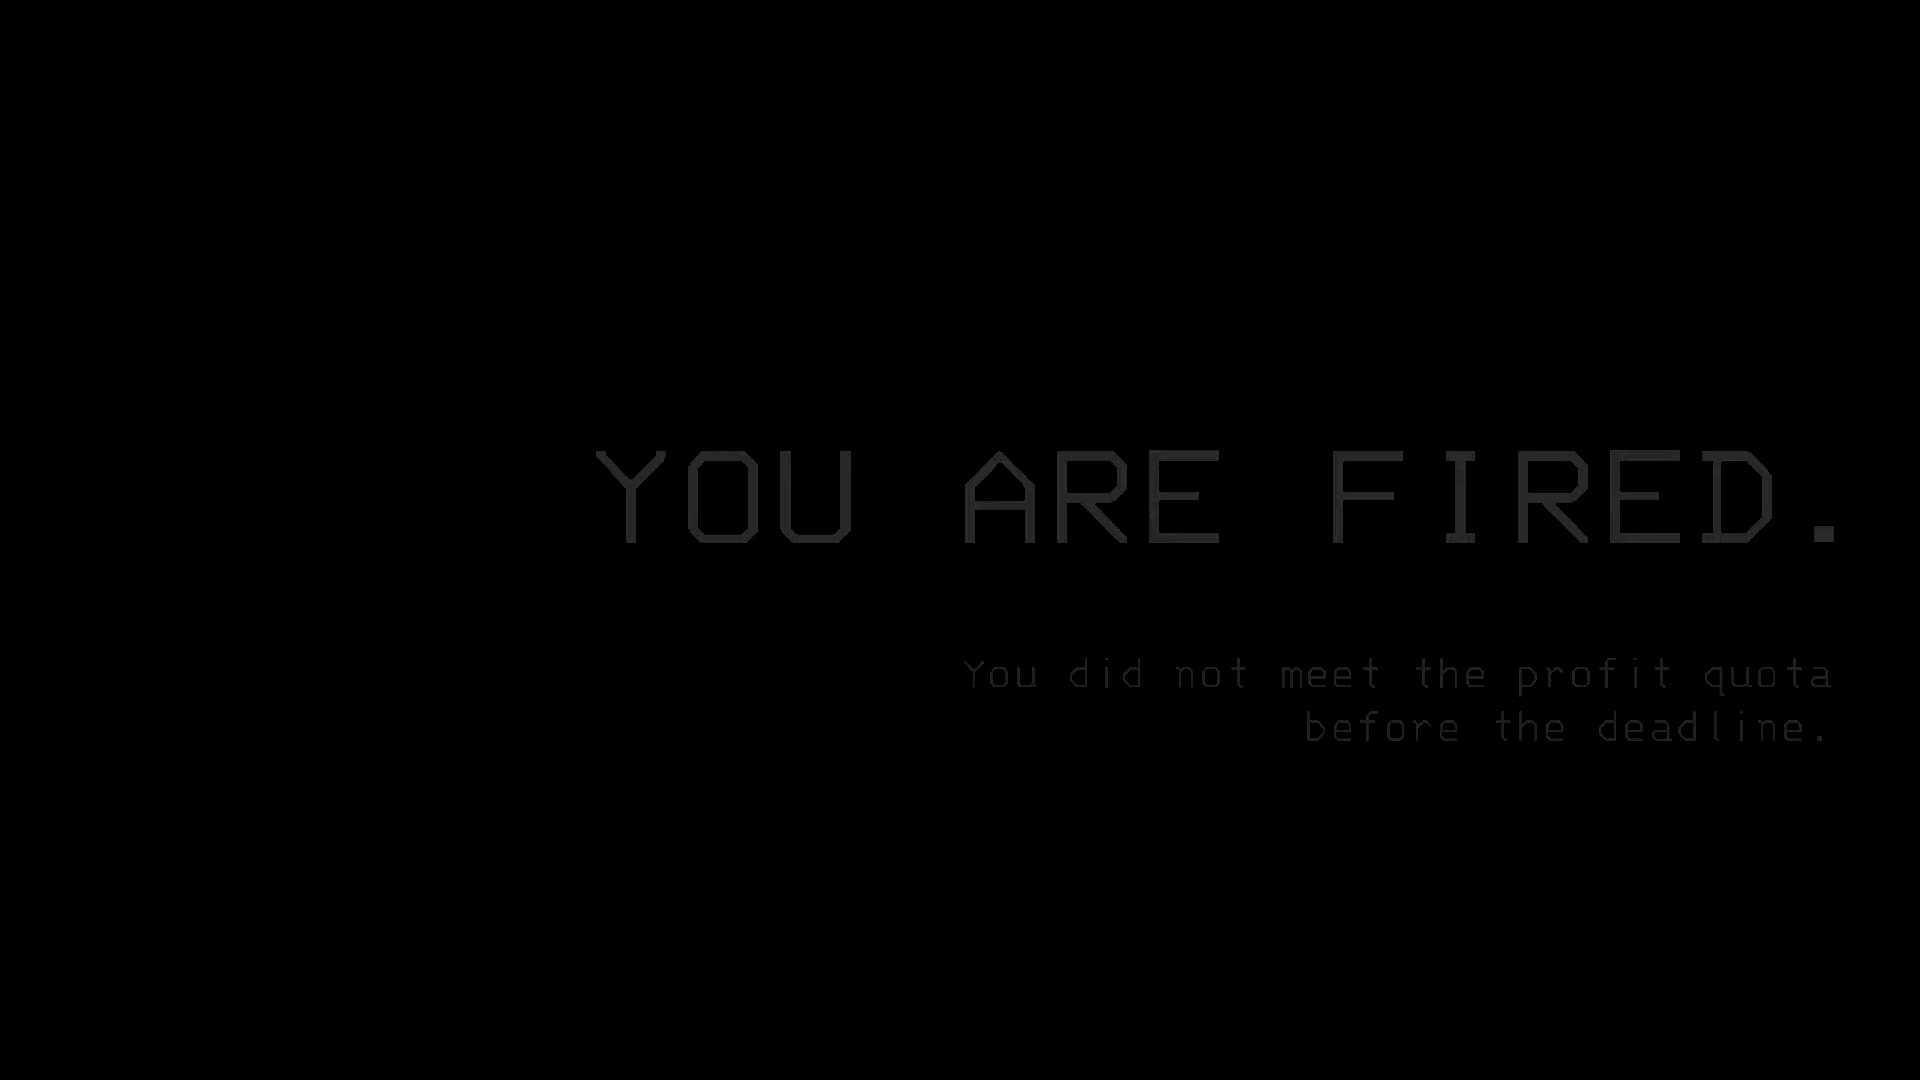 YOU ARE FIRED.
You did not meet the profit quota
before the deadline.